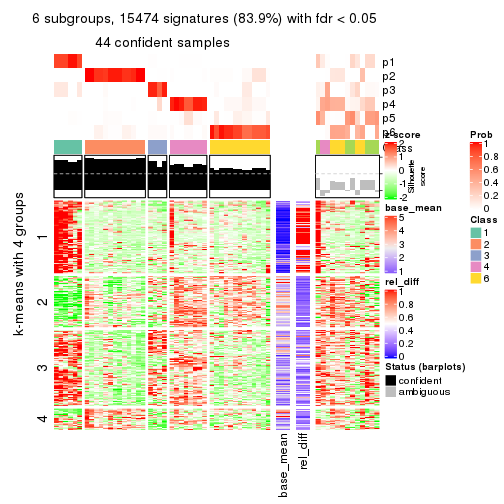 6 subgroups, 15474 signatures (83.9%) with fdr < 0.05
44 confident samples
p1
p2
p3
p4
p5
p6
Class
Silhouette
score
k-means with 4 groups
1
2
3
4
base_mean
rel_diff
z-score
2
1
0
-1
-2
base_mean
5
4
3
2
1
rel_diff
1
0.8
0.6
0.4
0.2
0
Status (barplots)
confident
ambiguous
Prob
1
0.8
0.6
0.4
0.2
0
Class
1
2
3
4
6